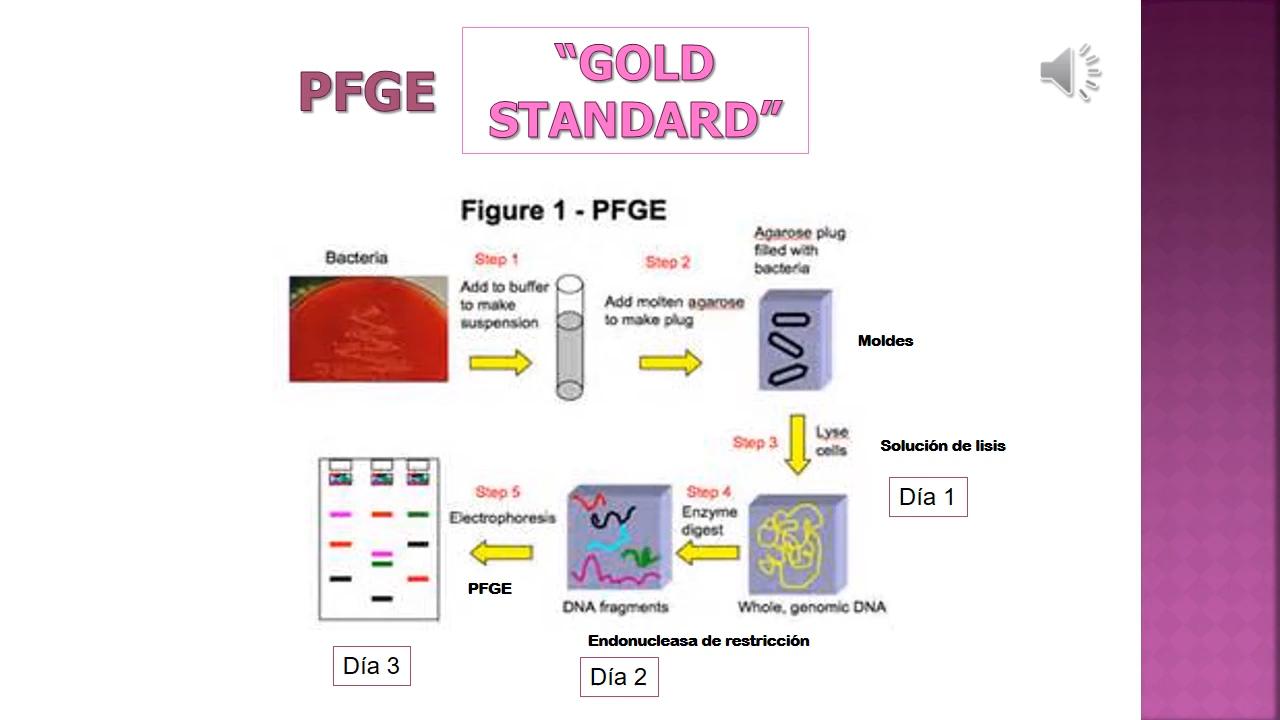 PFGE
“GOLD
STANDARD”
Figure 1 - PFGE
Bacteria
Step 1
Add to buffer
to make
suspension
Step 2
Add molten agarose
to make plug
Agarose plug
filled with
bacteria
Moldes
Step 3
Lyse
cells
Solución de lisis
Día 1
Step 5
Electrophoresis
PFGE
Step 4
Enzyme
digest
DNA fragments
Whole, genomic DNA
Endonucleasa de restricción
Día 3
Día 2